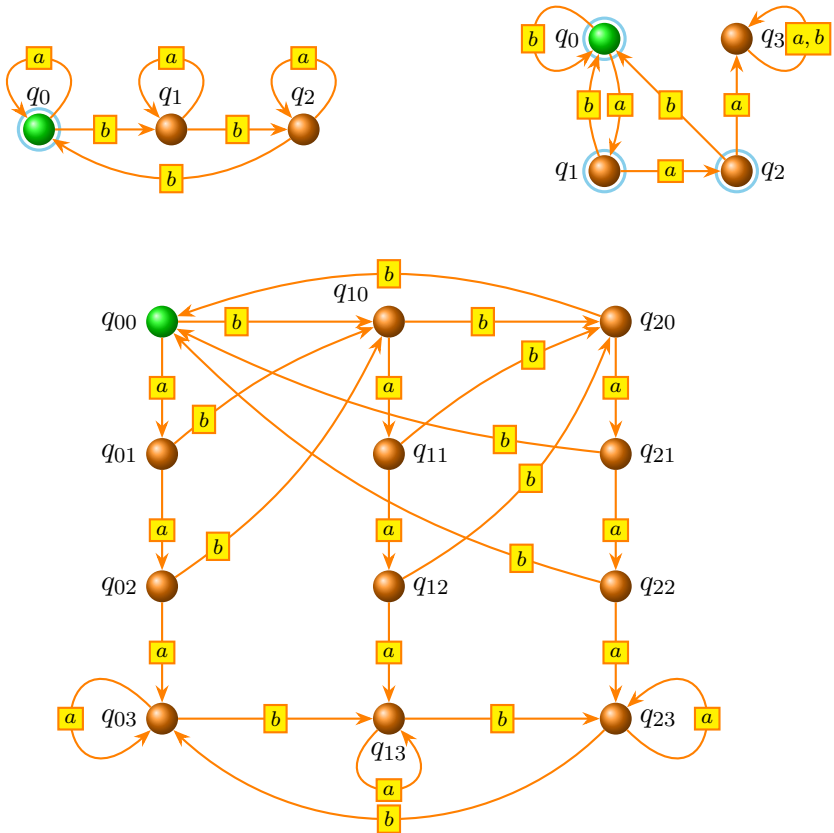 a a a
q0 q1 q2
b b
b
b q0 q3 a, b
b a b a
q1 a q2
b
q10
q00 b b q20
a a a
b b
q01 q11 b q21
b
a a a
b b
q02 q12 q22
a a a
a q03 b b q23 a
q13
a
b